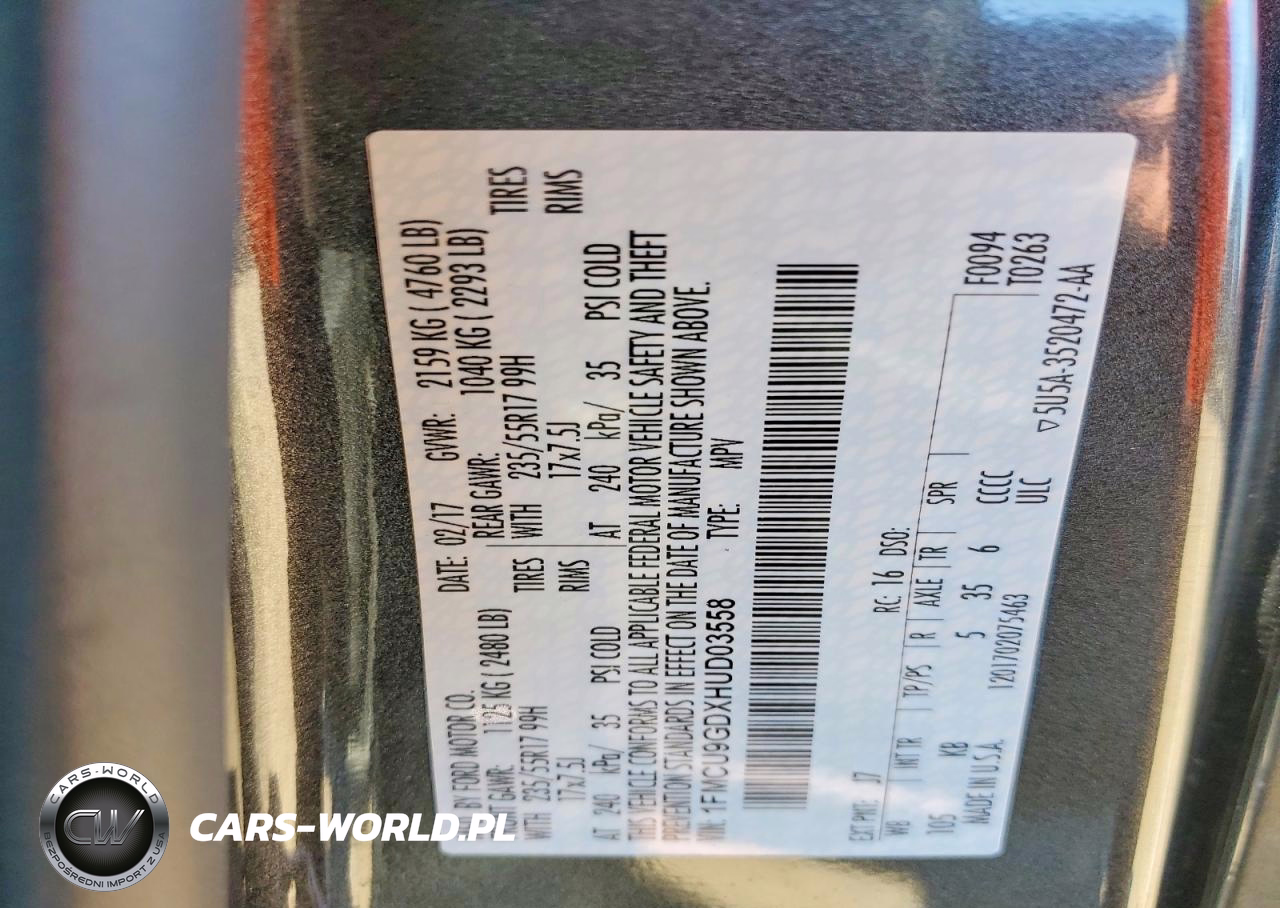 BY FORD MOTOR CO.
DATE: 02/17 GVWR: 2159 KG ( 4760 LB)
GAWR: 1125 KG ( 2480 LB) REAR GAWR: 1040 KG ( 2293 LB)
WITH 235/55R17 99H TIRES WITH 235/55R17 99H TIRES
17x7.5J RIMS 17x7.5J RIMS
AT 240 kPa/ 35 PSI COLD AT 240 kPa/ 35 PSI COLD
THIS VEHICLE CONFORMS TO ALL APPLICABLE FEDERAL MOTOR VEHICLE SAFETY AND THEFT
PREVENTION STANDARDS IN EFFECT ON THE DATE OF MANUFACTURE SHOWN ABOVE.
VIN: 1FMCU9GDXHUD03558 TYPE: MPV
EXT PNT: J7 RC: 16 DSO: F0094
WB INT TR TP/PS R AXLE TR SPR T0263
105 KB 5 35 6 CCCC
MADE IN U.S.A. 1201702075463 ULC
▽5U5A-3520472-AA
CARS-WORLD
CW
BEZPOŚREDNI IMPORT Z USA
CARS-WORLD.PL